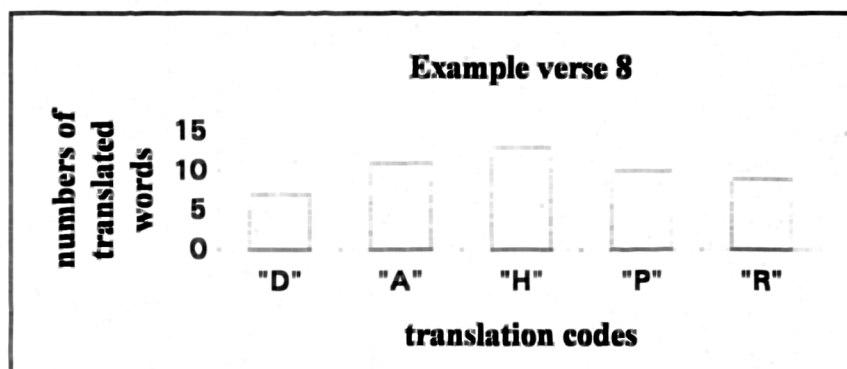 Example verse 8
numbers of
translated
words
15
10
5
0
"D" "A" "H" "P" "R"
translation codes